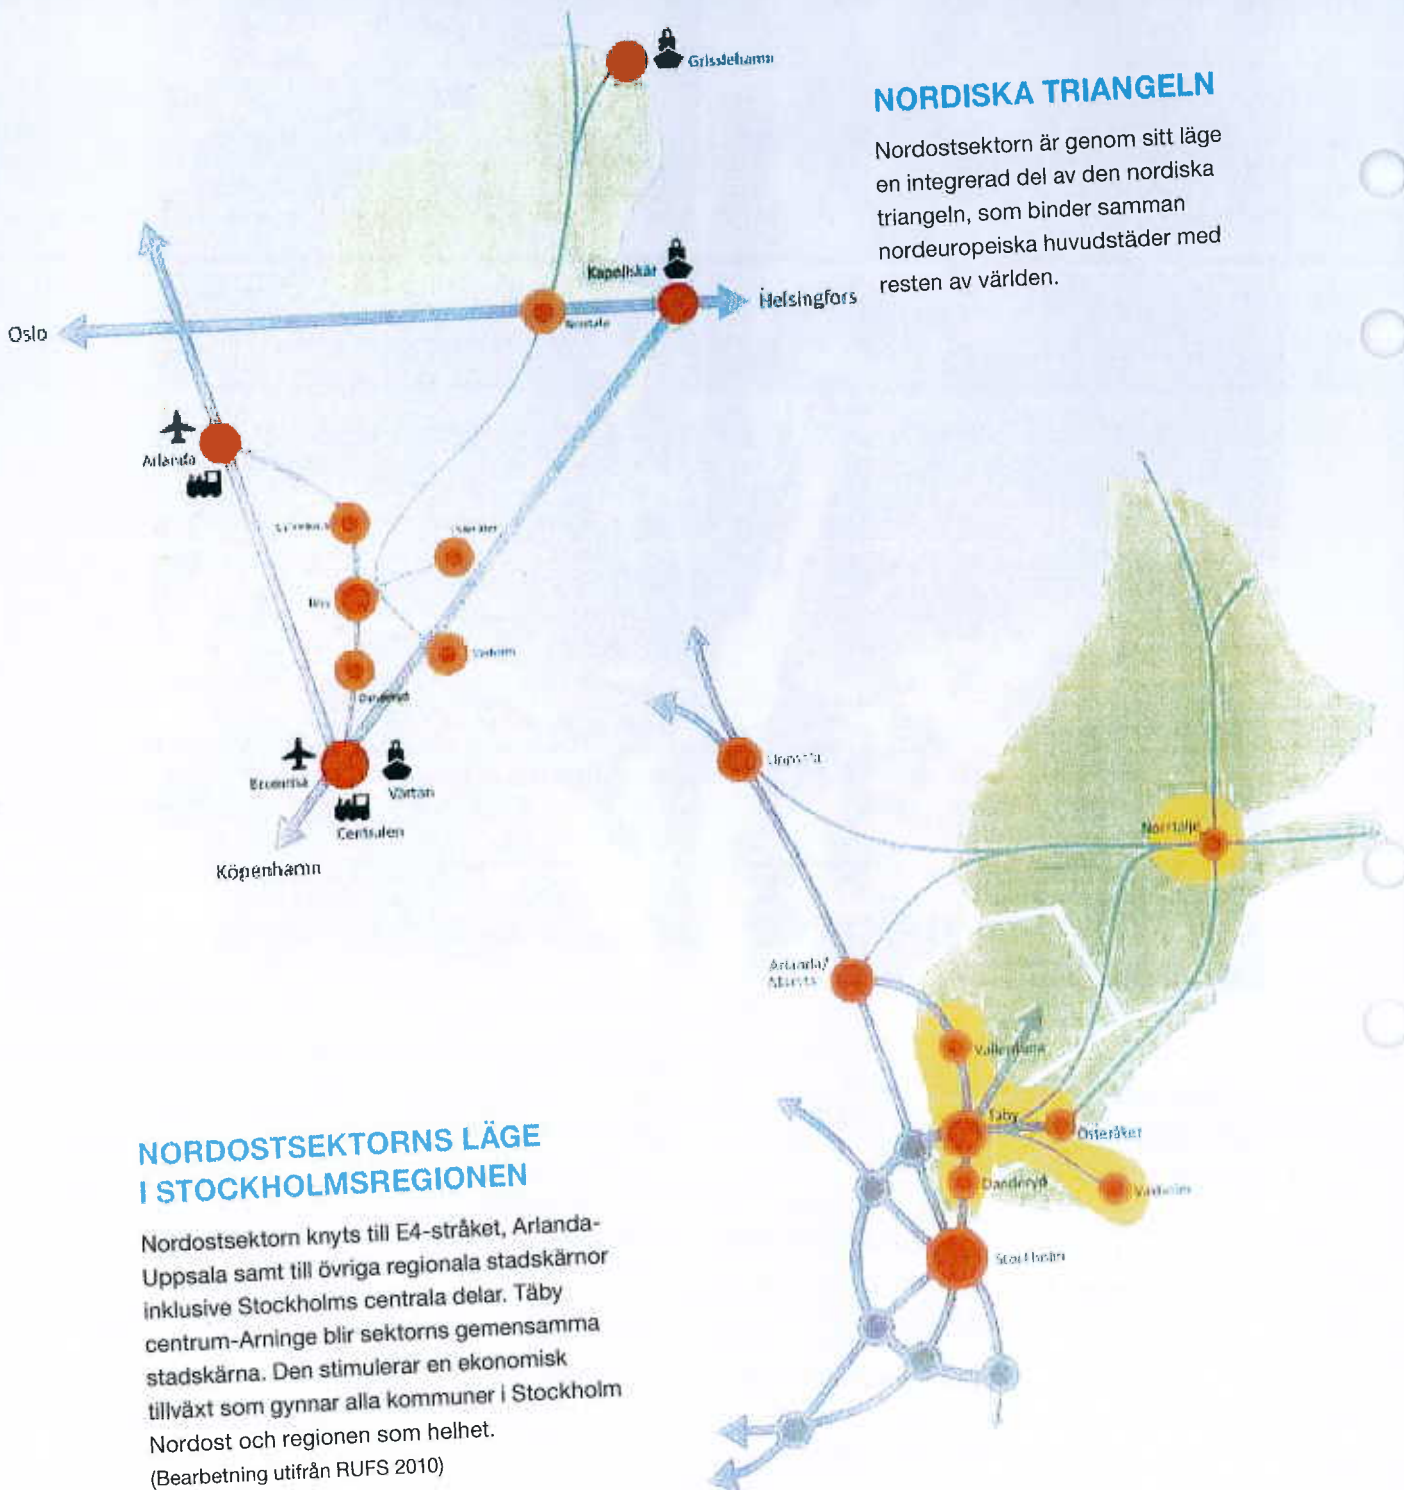 Grisslehamn
NORDISKA TRIANGELN
Nordostsektorn är genom sitt läge
en integrerad del av den nordiska
triangeln, som binder samman
nordeuropeiska huvudstäder med
resten av världen.
Kapellskär
Helsingfors
Oslo
Arlanda
Danderyd
Bromma
Värtan
Centralen
Köpenhamn
Uppsala
Norrtälje
Arlanda/
Vallentuna
Täby
Österåker
Danderyd
Vaxholm
Stockholm
NORDOSTSEKTORNS LÄGE
I STOCKHOLMSREGIONEN
Nordostsektorn knyts till E4-stråket, Arlanda-
Uppsala samt till övriga regionala stadskärnor
inklusive Stockholms centrala delar. Täby
centrum-Arninge blir sektorns gemensamma
stadskärna. Den stimulerar en ekonomisk
tillväxt som gynnar alla kommuner i Stockholm
Nordost och regionen som helhet.
(Bearbetning utifrån RUFS 2010)